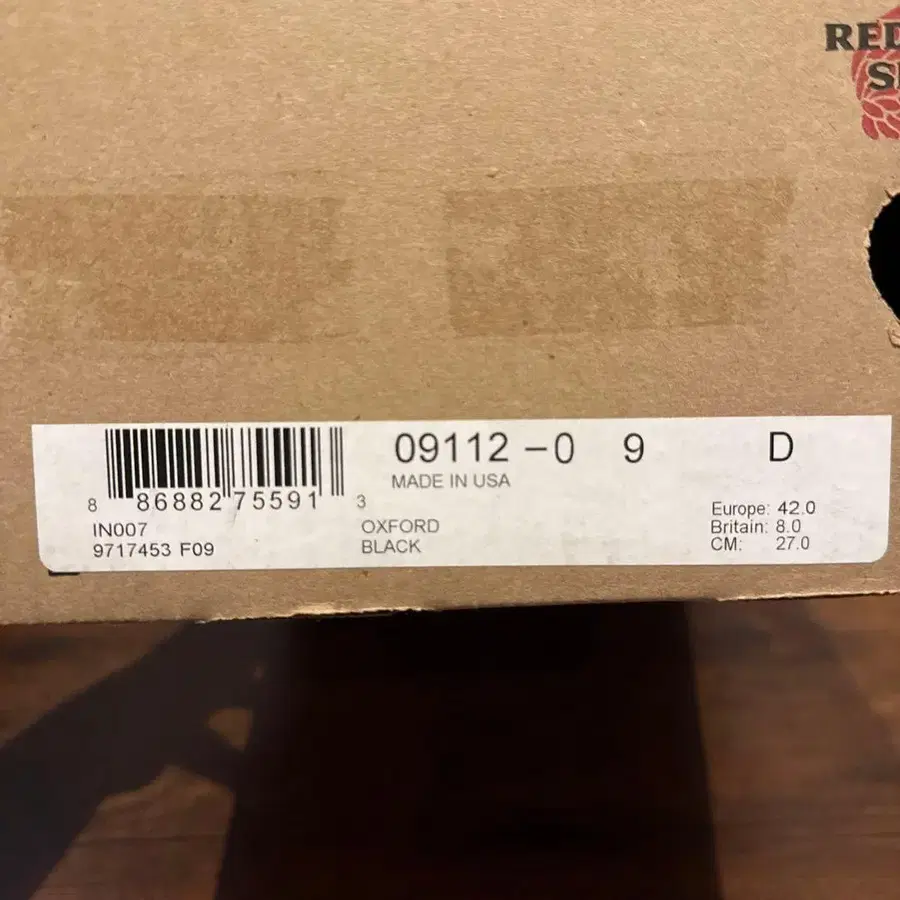 RED
09112 -0 9 D
MADE IN USA
8 86882 75591 3
IN007
9717453 F09
OXFORD
BLACK
Europe: 42.0
Britain: 8.0
CM: 27.0